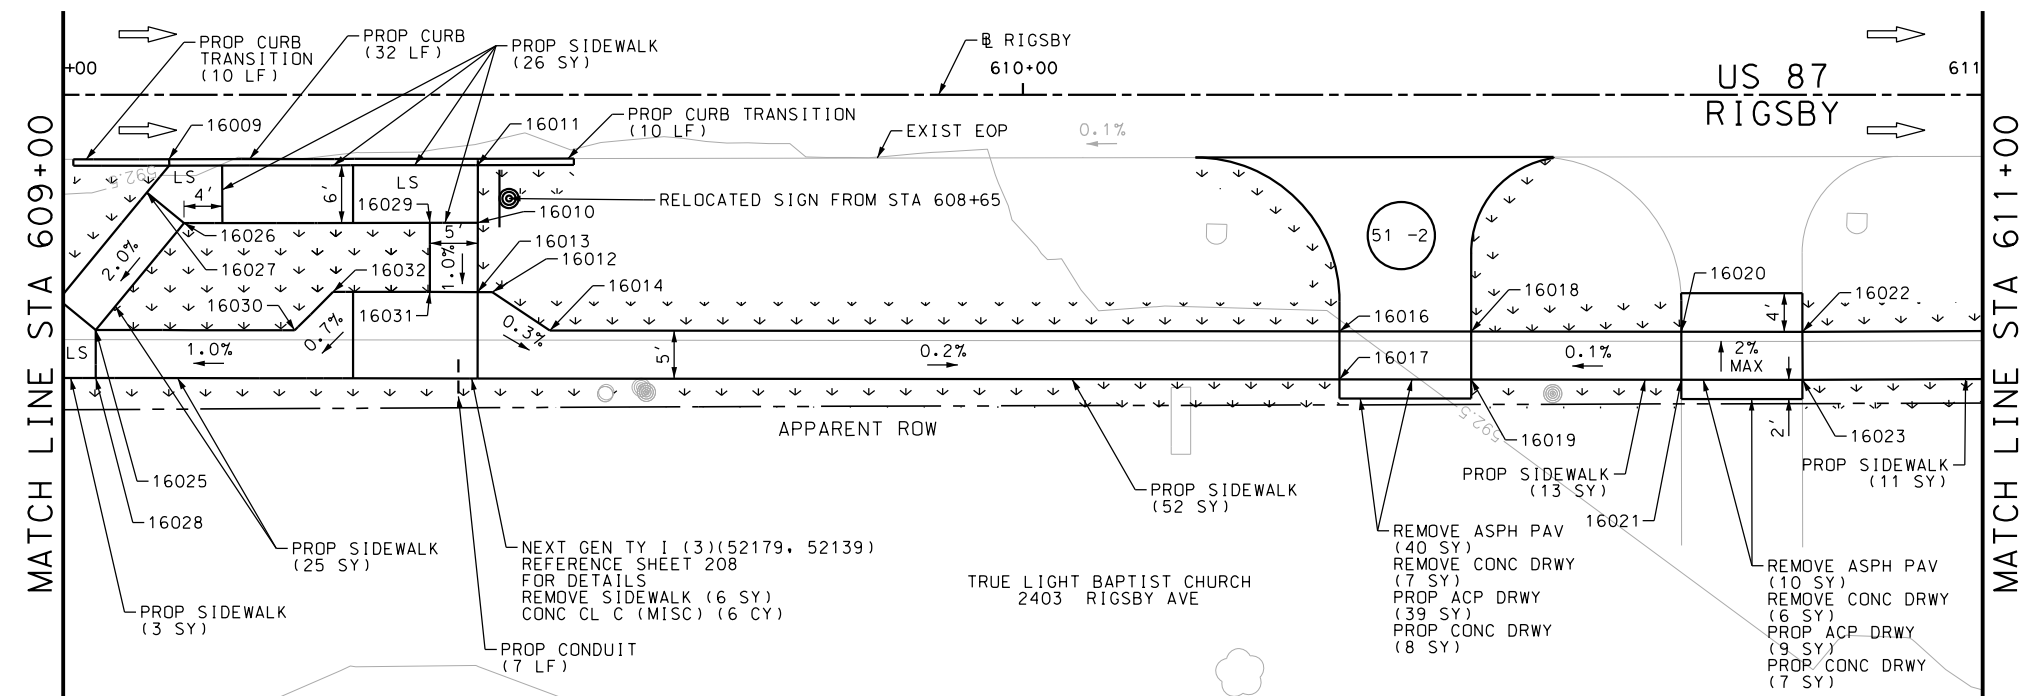 PROP CURB
TRANSITION
(10 LF)
PROP CURB
(32 LF)
PROP SIDEWALK
(26 SY)
℄ RIGSBY
610+00
+00
US 87
RIGSBY
611
MATCH LINE STA 609+00
MATCH LINE STA 611+00
16009
16011
PROP CURB TRANSITION
(10 LF)
EXIST EOP
0.1%
592.5
LS
4'
6'
LS
16029
16010
RELOCATED SIGN FROM STA 608+65
16026
5'
16013
16012
2.0%
16027
16032
1.0%
16014
16030
16031
0.7%
0.3%
51 -2
16020
16018
16022
16016
4'
LS
1.0%
5'
0.2%
16017
0.1%
2%
MAX
592.5
APPARENT ROW
2'
16019
16023
16025
16028
PROP SIDEWALK
(13 SY)
PROP SIDEWALK
(11 SY)
PROP SIDEWALK
(52 SY)
16021
PROP SIDEWALK
(25 SY)
PROP SIDEWALK
(3 SY)
NEXT GEN TY I (3)(52179, 52139)
REFERENCE SHEET 208
FOR DETAILS
REMOVE SIDEWALK (6 SY)
CONC CL C (MISC) (6 CY)
PROP CONDUIT
(7 LF)
TRUE LIGHT BAPTIST CHURCH
2403 RIGSBY AVE
REMOVE ASPH PAV
(40 SY)
REMOVE CONC DRWY
(7 SY)
PROP ACP DRWY
(39 SY)
PROP CONC DRWY
(8 SY)
REMOVE ASPH PAV
(10 SY)
REMOVE CONC DRWY
(6 SY)
PROP ACP DRWY
(9 SY)
PROP CONC DRWY
(7 SY)